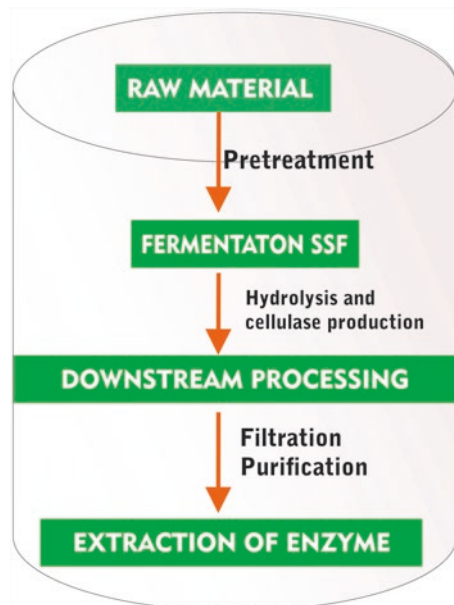 RAW MATERIAL
Pretreatment
FERMENTATON SSF
Hydrolysis and
cellulase production
DOWNSTREAM PROCESSING
Filtration
Purification
EXTRACTION OF ENZYME